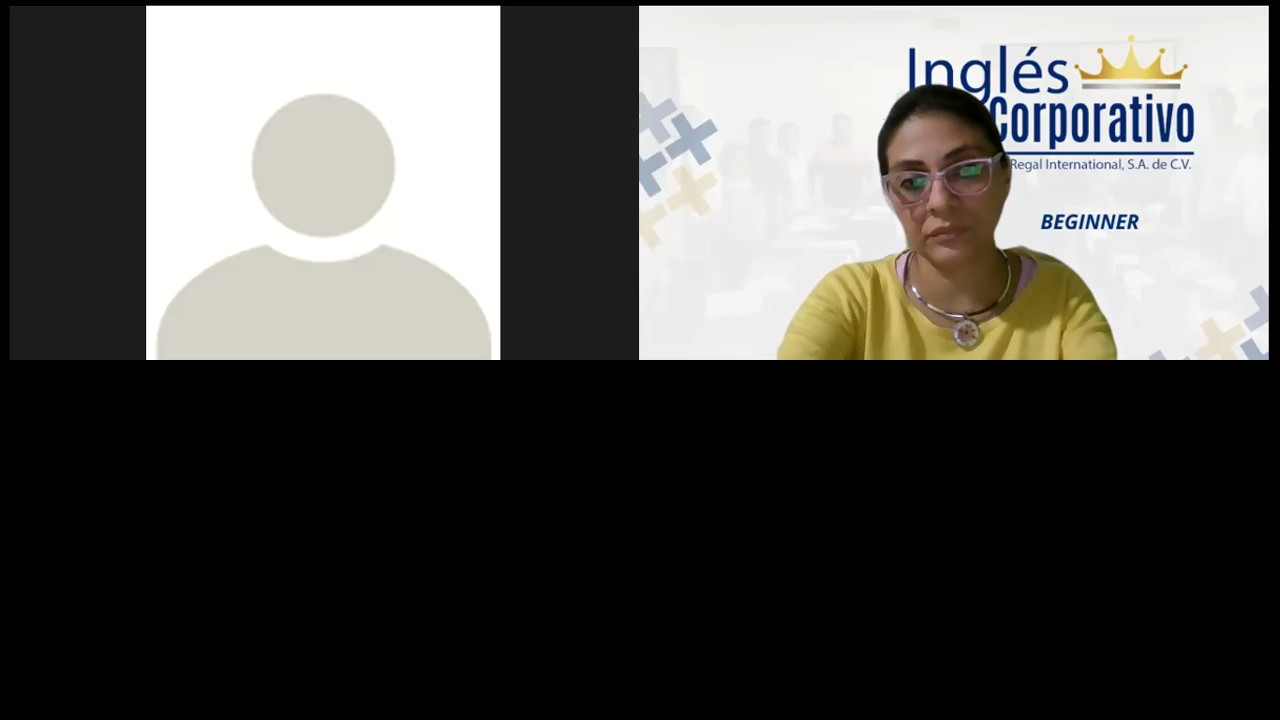 Inglés
Corporativo
Regal International, S.A. de C.V.
BEGINNER